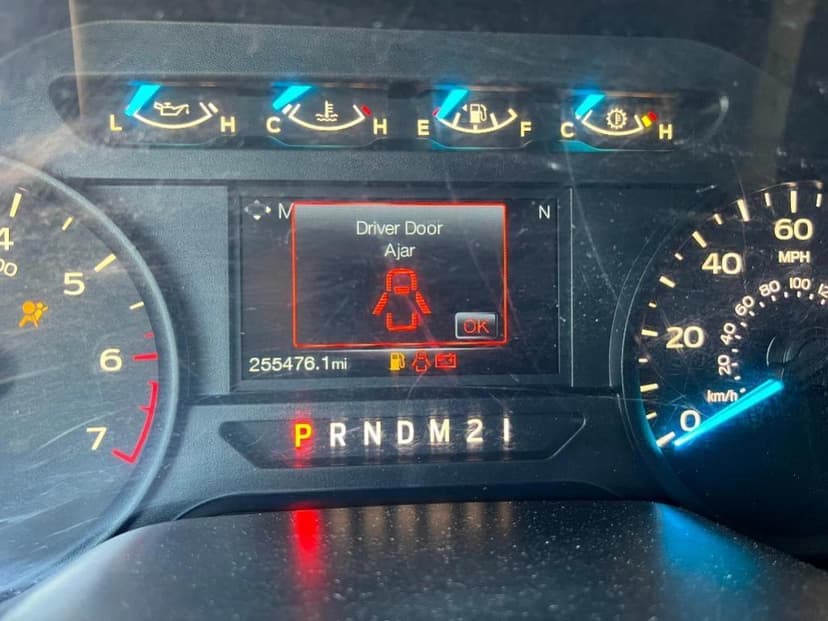 L H C H E F C H
M
N
Driver Door
Ajar
OK
255476.1mi
P R N D M 2 1
4
5
6
7
0
20
40
60
MPH
20
40
60
80
100
km/h